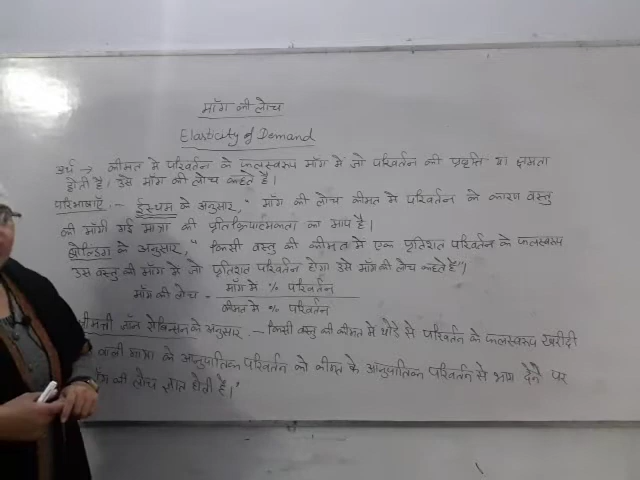 माँग की लोच
Elasticity of Demand
अर्थ → कीमत मे परिवर्तन के फलस्वरूप माँग मे जो परिवर्तन की प्रवृत्ति या क्षमता
होती है। उसे माँग की लोच कहते है।
परिभाषाएँ :- ईस्थम के अनुसार, " माँग की लोच कीमत मे परिवर्तन के कारण वस्तु
की माँगी गई मात्रा की प्रतिक्रियात्मकता का माप है।
बोल्डिंग के अनुसार, " किसी वस्तु की कीमत मे एक प्रतिशत परिवर्तन के फलस्वरूप
उस वस्तु की माँग मे जो प्रतिशत परिवर्तन होगा उसे माँग की लोच कहते है"।
माँग की लोच = माँग मे % परिवर्तन
कीमत मे % परिवर्तन
श्रीमती जॉन रोबिन्सन के अनुसार - किसी वस्तु की कीमत मे थोडे से परिवर्तन के फलस्वरूप खरीदी
वाली मात्रा के आनुपातिक परिवर्तन को कीमत के आनुपातिक परिवर्तन से भाग देने पर
की लोच ज्ञात होती है।"